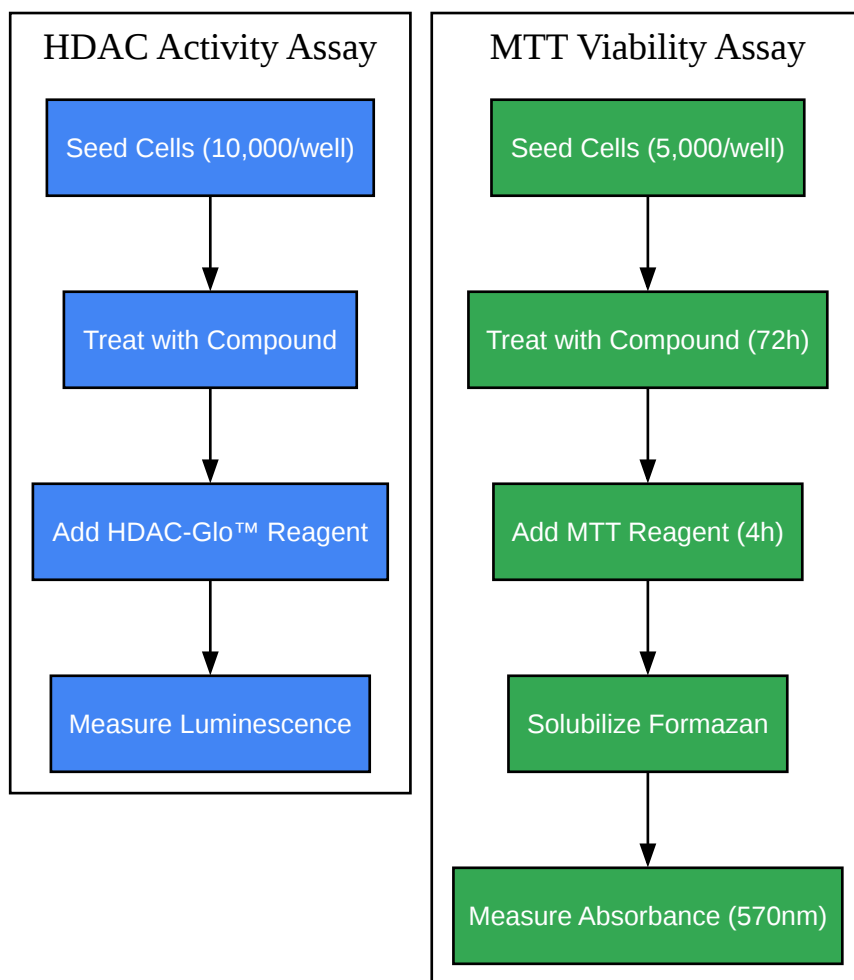 HDAC Activity Assay
Seed Cells (10,000/well)
Treat with Compound
Add HDAC-Glo™ Reagent
Measure Luminescence
MTT Viability Assay
Seed Cells (5,000/well)
Treat with Compound (72h)
Add MTT Reagent (4h)
Solubilize Formazan
Measure Absorbance (570nm)